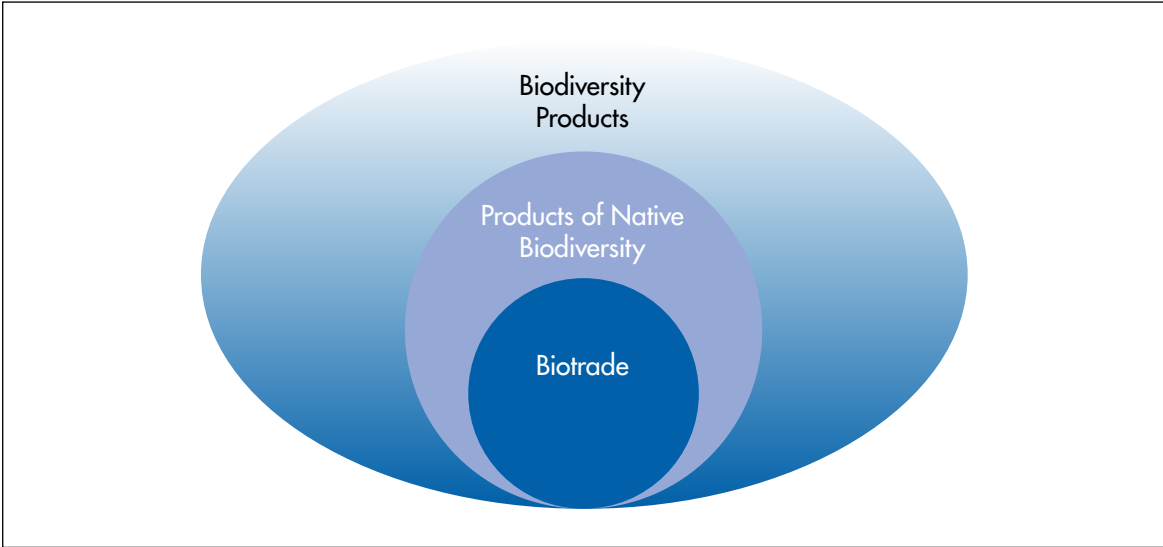 Biodiversity
Products
Products of Native
Biodiversity
Biotrade